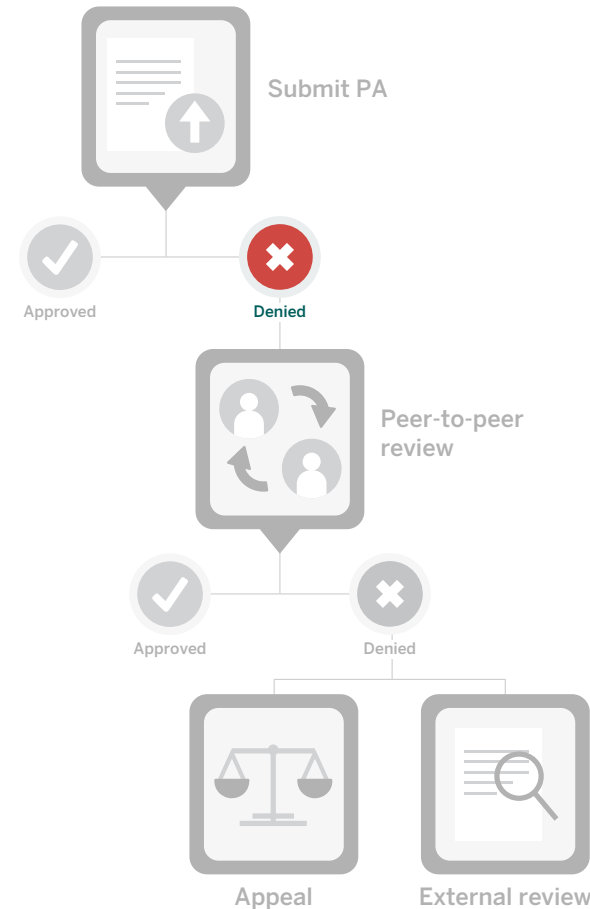 Submit PA
Approved
Denied
Peer-to-peer
review
Approved
Denied
Appeal
External review